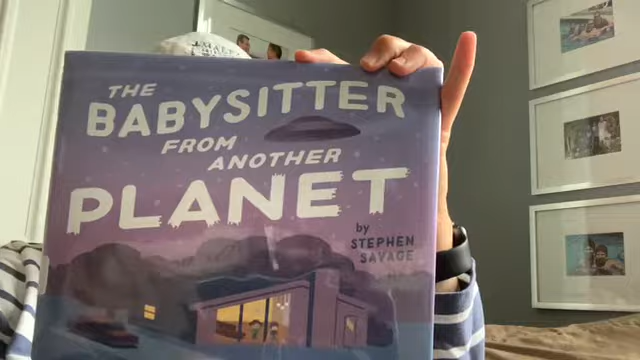 THE
BABYSITTER
FROM
ANOTHER
PLANET
by
STEPHEN
SAVAGE